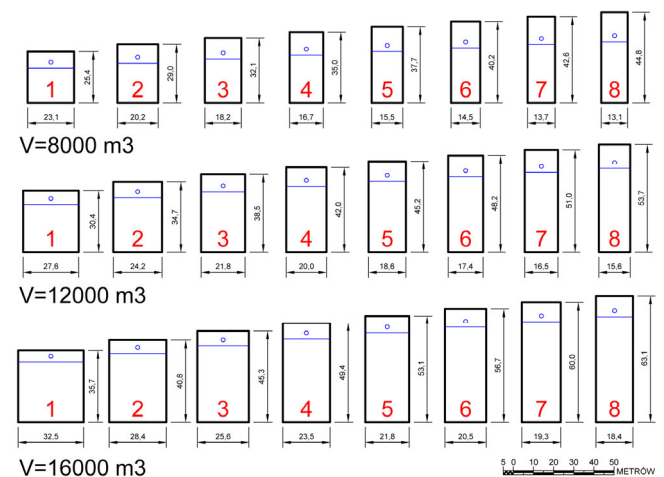 1 2 3 4 5 6 7 8
25,4 29,0 32,1 35,0 37,7 40,2 42,6 44,8
23,1 20,2 18,2 16,7 15,5 14,5 13,7 13,1
V=8000 m3
1 2 3 4 5 6 7 8
30,4 34,7 38,5 42,0 45,2 48,2 51,0 53,7
27,6 24,2 21,8 20,0 18,6 17,4 16,5 15,6
V=12000 m3
1 2 3 4 5 6 7 8
35,7 40,8 45,3 49,4 53,1 56,7 60,0 63,1
32,5 28,4 25,6 23,5 21,8 20,5 19,3 18,4
V=16000 m3
5 0 10 20 30 40 50
METRÓW